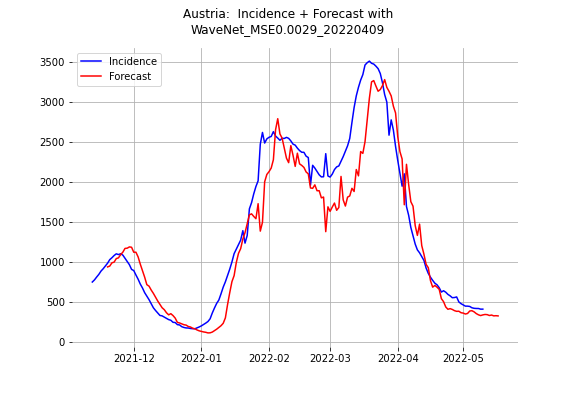 Austria:  Incidence + Forecast with
WaveNet_MSE0.0029_20220409
Incidence
Forecast
3500
3000
2500
2000
1500
1000
500
0
2021-12 2022-01 2022-02 2022-03 2022-04 2022-05